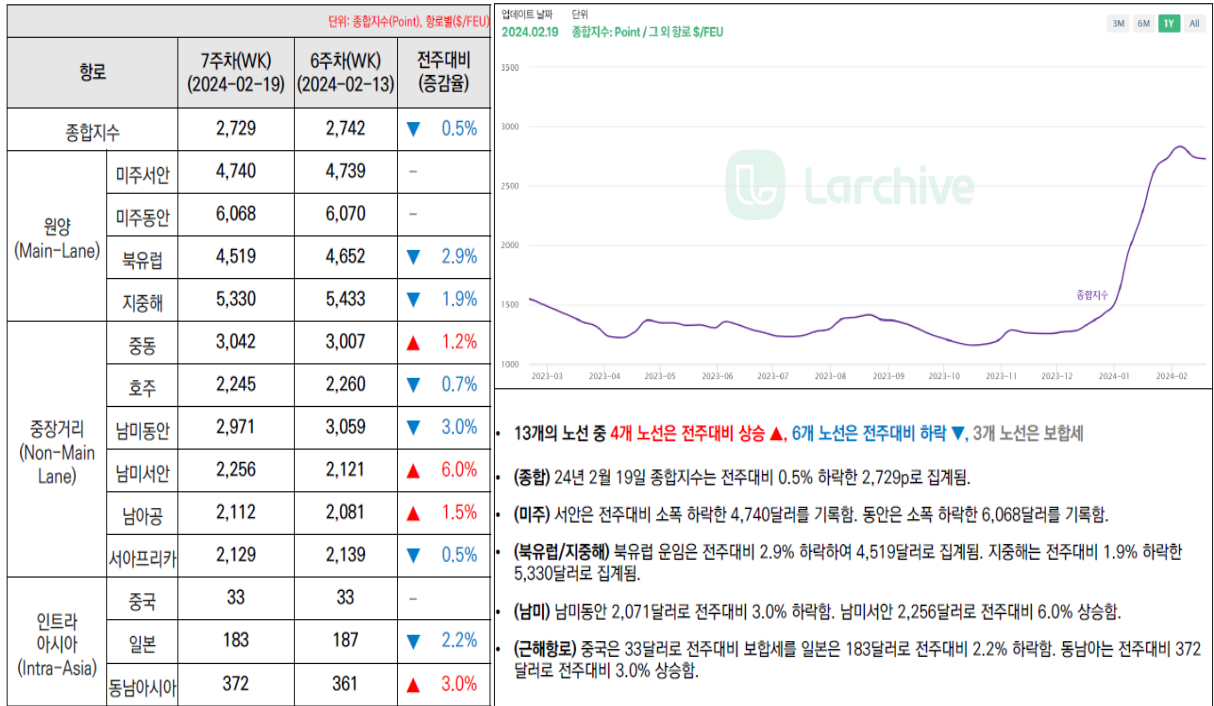 단위: 종합지수(Point), 항로별($/FEU)
항로 7주차(WK) (2024-02-19) 6주차(WK) (2024-02-13) 전주대비 (증감율)
종합지수 2,729 2,742 ▼ 0.5%
원양 (Main-Lane)
미주서안 4,740 4,739 -
미주동안 6,068 6,070 -
북유럽 4,519 4,652 ▼ 2.9%
지중해 5,330 5,433 ▼ 1.9%
중장거리 (Non-Main Lane)
중동 3,042 3,007 ▲ 1.2%
호주 2,245 2,260 ▼ 0.7%
남미동안 2,971 3,059 ▼ 3.0%
남미서안 2,256 2,121 ▲ 6.0%
남아공 2,112 2,081 ▲ 1.5%
서아프리카 2,129 2,139 ▼ 0.5%
인트라 아시아 (Intra-Asia)
중국 33 33 -
일본 183 187 ▼ 2.2%
동남아시아 372 361 ▲ 3.0%
업데이트 날짜 단위
2024.02.19 종합지수: Point / 그 외 항로 $/FEU
3M 6M 1Y All
3500
3000
2500
2000
1500
1000
Larchive
종합지수
2023-03 2023-04 2023-05 2023-06 2023-07 2023-08 2023-09 2023-10 2023-11 2023-12 2024-01 2024-02
• 13개의 노선 중 4개 노선은 전주대비 상승 ▲, 6개 노선은 전주대비 하락 ▼, 3개 노선은 보합세
• (종합) 24년 2월 19일 종합지수는 전주대비 0.5% 하락한 2,729p로 집계됨.
• (미주) 서안은 전주대비 소폭 하락한 4,740달러를 기록함. 동안은 소폭 하락한 6,068달러를 기록함.
• (북유럽/지중해) 북유럽 운임은 전주대비 2.9% 하락하여 4,519달러로 집계됨. 지중해는 전주대비 1.9% 하락한
5,330달러로 집계됨.
• (남미) 남미동안 2,071달러로 전주대비 3.0% 하락함. 남미서안 2,256달러로 전주대비 6.0% 상승함.
• (근해항로) 중국은 33달러로 전주대비 보합세를 일본은 183달러로 전주대비 2.2% 하락함. 동남아는 전주대비 372
달러로 전주대비 3.0% 상승함.